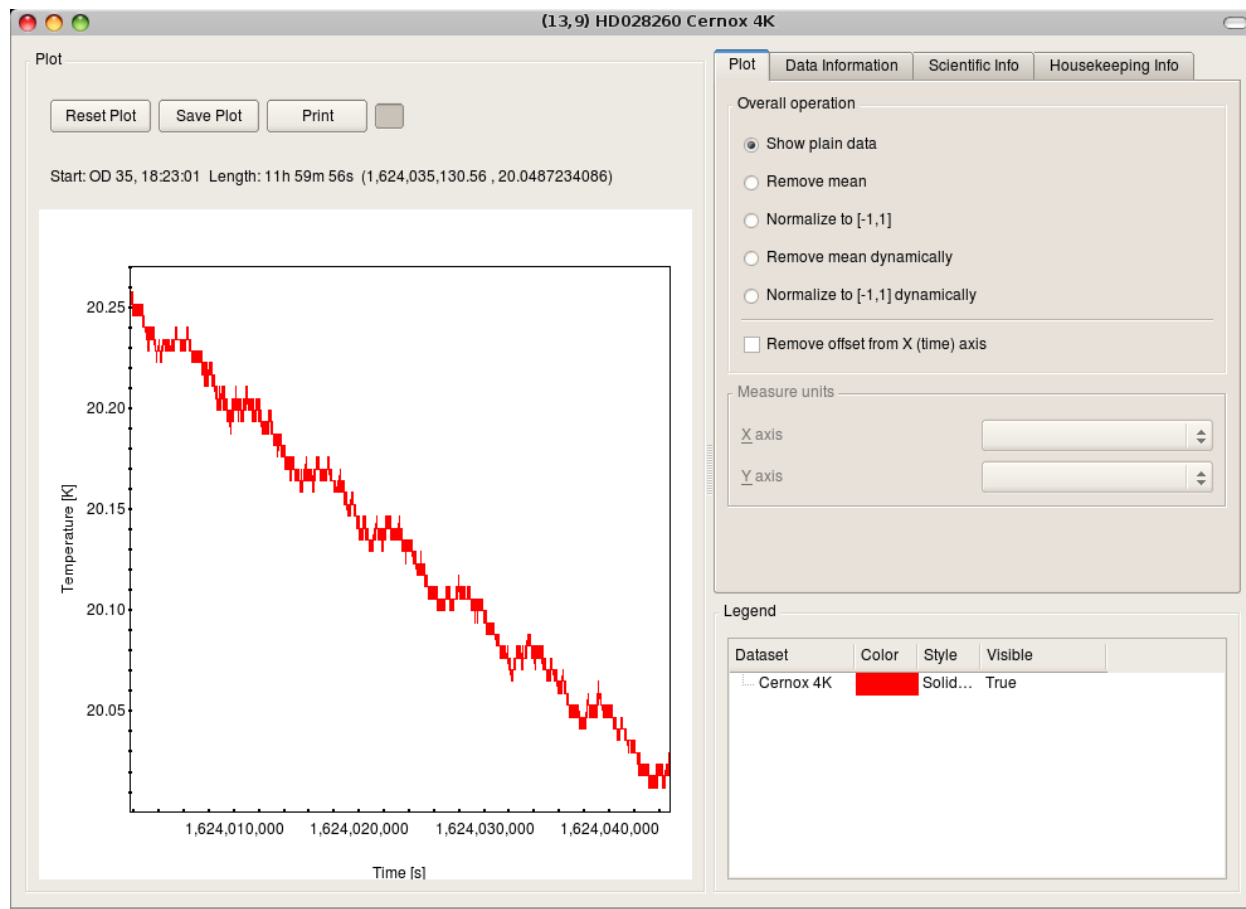 (13,9) HD028260 Cernox 4K
Plot
Reset Plot Save Plot Print
Start: OD 35, 18:23:01 Length: 11h 59m 56s (1,624,035,130.56 , 20.0487234086)
20.25
20.20
20.15
20.10
20.05
Temperature [K]
1,624,010,000 1,624,020,000 1,624,030,000 1,624,040,000
Time [s]
Plot Data Information Scientific Info Housekeeping Info
Overall operation
Show plain data
Remove mean
Normalize to [-1,1]
Remove mean dynamically
Normalize to [-1,1] dynamically
Remove offset from X (time) axis
Measure units
X axis
Y axis
Legend
Dataset Color Style Visible
Cernox 4K Solid... True